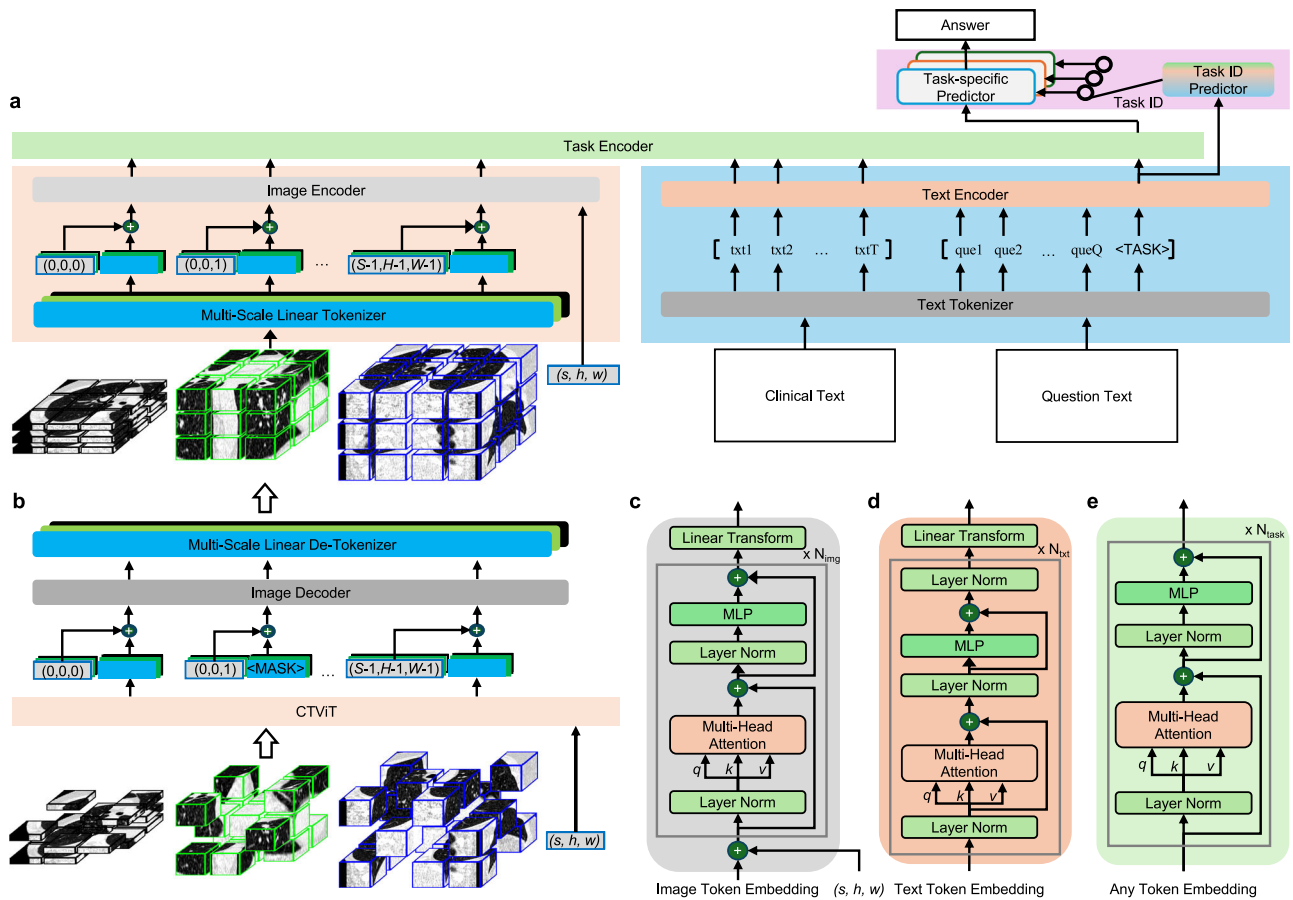 Answer
a
Task-specific
Predictor
Task ID
Task ID
Predictor
Task Encoder
Image Encoder
Text Encoder
(0,0,0)
(0,0,1)
...
(S-1,H-1,W-1)
[ txt1 txt2 ... txtT ] [ que1 que2 ... queQ <TASK> ]
Multi-Scale Linear Tokenizer
Text Tokenizer
(s, h, w)
Clinical Text
Question Text
b
Multi-Scale Linear De-Tokenizer
Image Decoder
(0,0,0)
(0,0,1)
<MASK>
...
(S-1,H-1,W-1)
CTViT
(s, h, w)
c
Linear Transform
x Nimg
MLP
Layer Norm
Multi-Head
Attention
q k v
Layer Norm
Image Token Embedding
(s, h, w)
d
Linear Transform
x Ntxt
Layer Norm
MLP
Layer Norm
Multi-Head
Attention
q k v
Layer Norm
Text Token Embedding
e
x Ntask
MLP
Layer Norm
Multi-Head
Attention
q k v
Layer Norm
Any Token Embedding